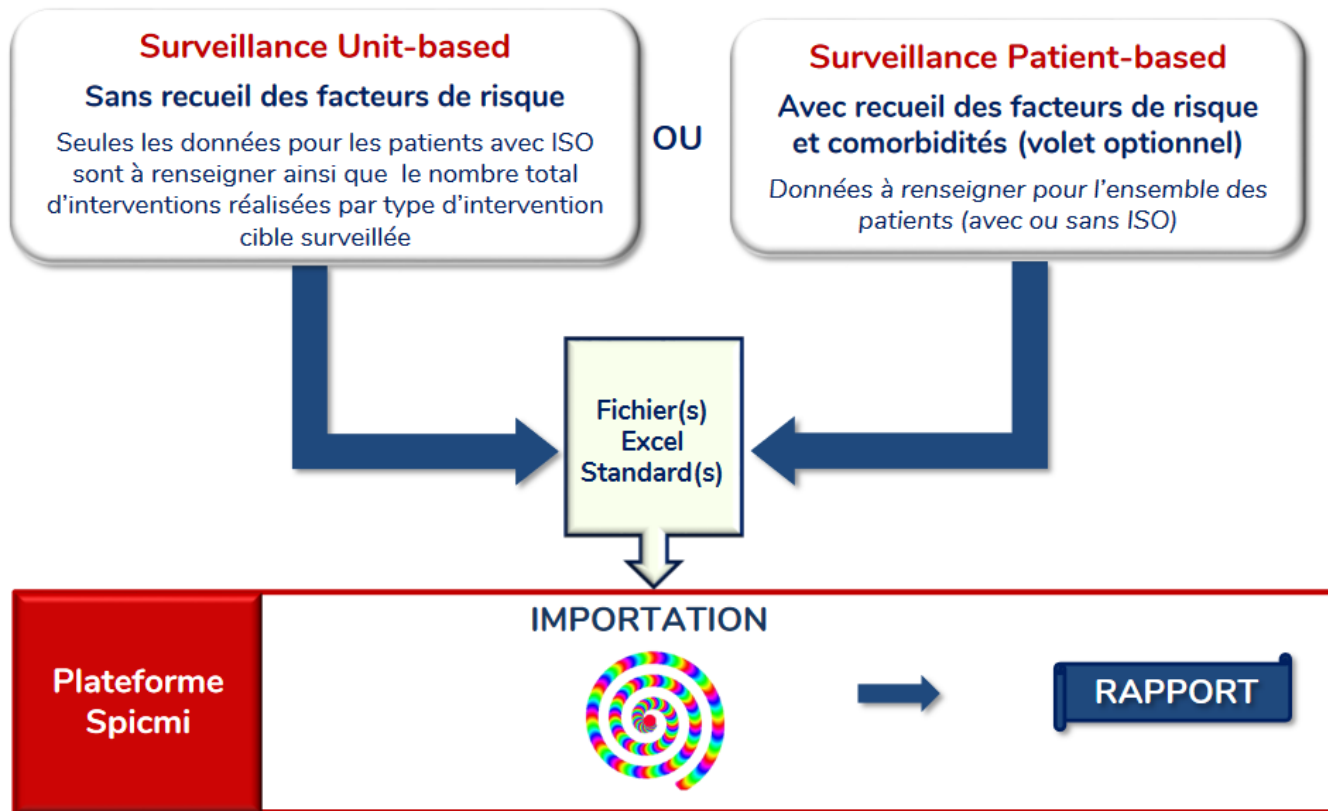 Surveillance Unit-based
Sans recueil des facteurs de risque
Seules les données pour les patients avec ISO
sont à renseigner ainsi que le nombre total
d'interventions réalisées par type d'intervention
cible surveillée
OU
Surveillance Patient-based
Avec recueil des facteurs de risque
et comorbidités (volet optionnel)
Données à renseigner pour l'ensemble des
patients (avec ou sans ISO)
Fichier(s)
Excel
Standard(s)
Plateforme
Spicmi
IMPORTATION
RAPPORT